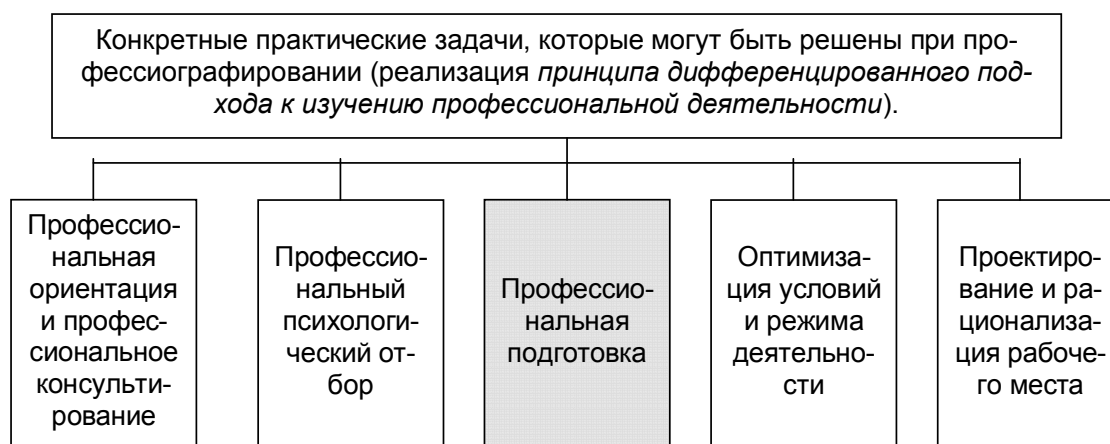 Конкретные практические задачи, которые могут быть решены при про-
фессиографировании (реализация принципа дифференцированного под-
хода к изучению профессиональной деятельности).
Профессио-
нальная
ориентация
и профес-
сиональное
консульти-
рование
Профессио-
нальный
психологи-
ческий от-
бор
Профессио-
нальная
подготовка
Оптимиза-
ция условий
и режима
деятельно-
сти
Проектиро-
вание и ра-
ционализа-
ция рабоче-
го места